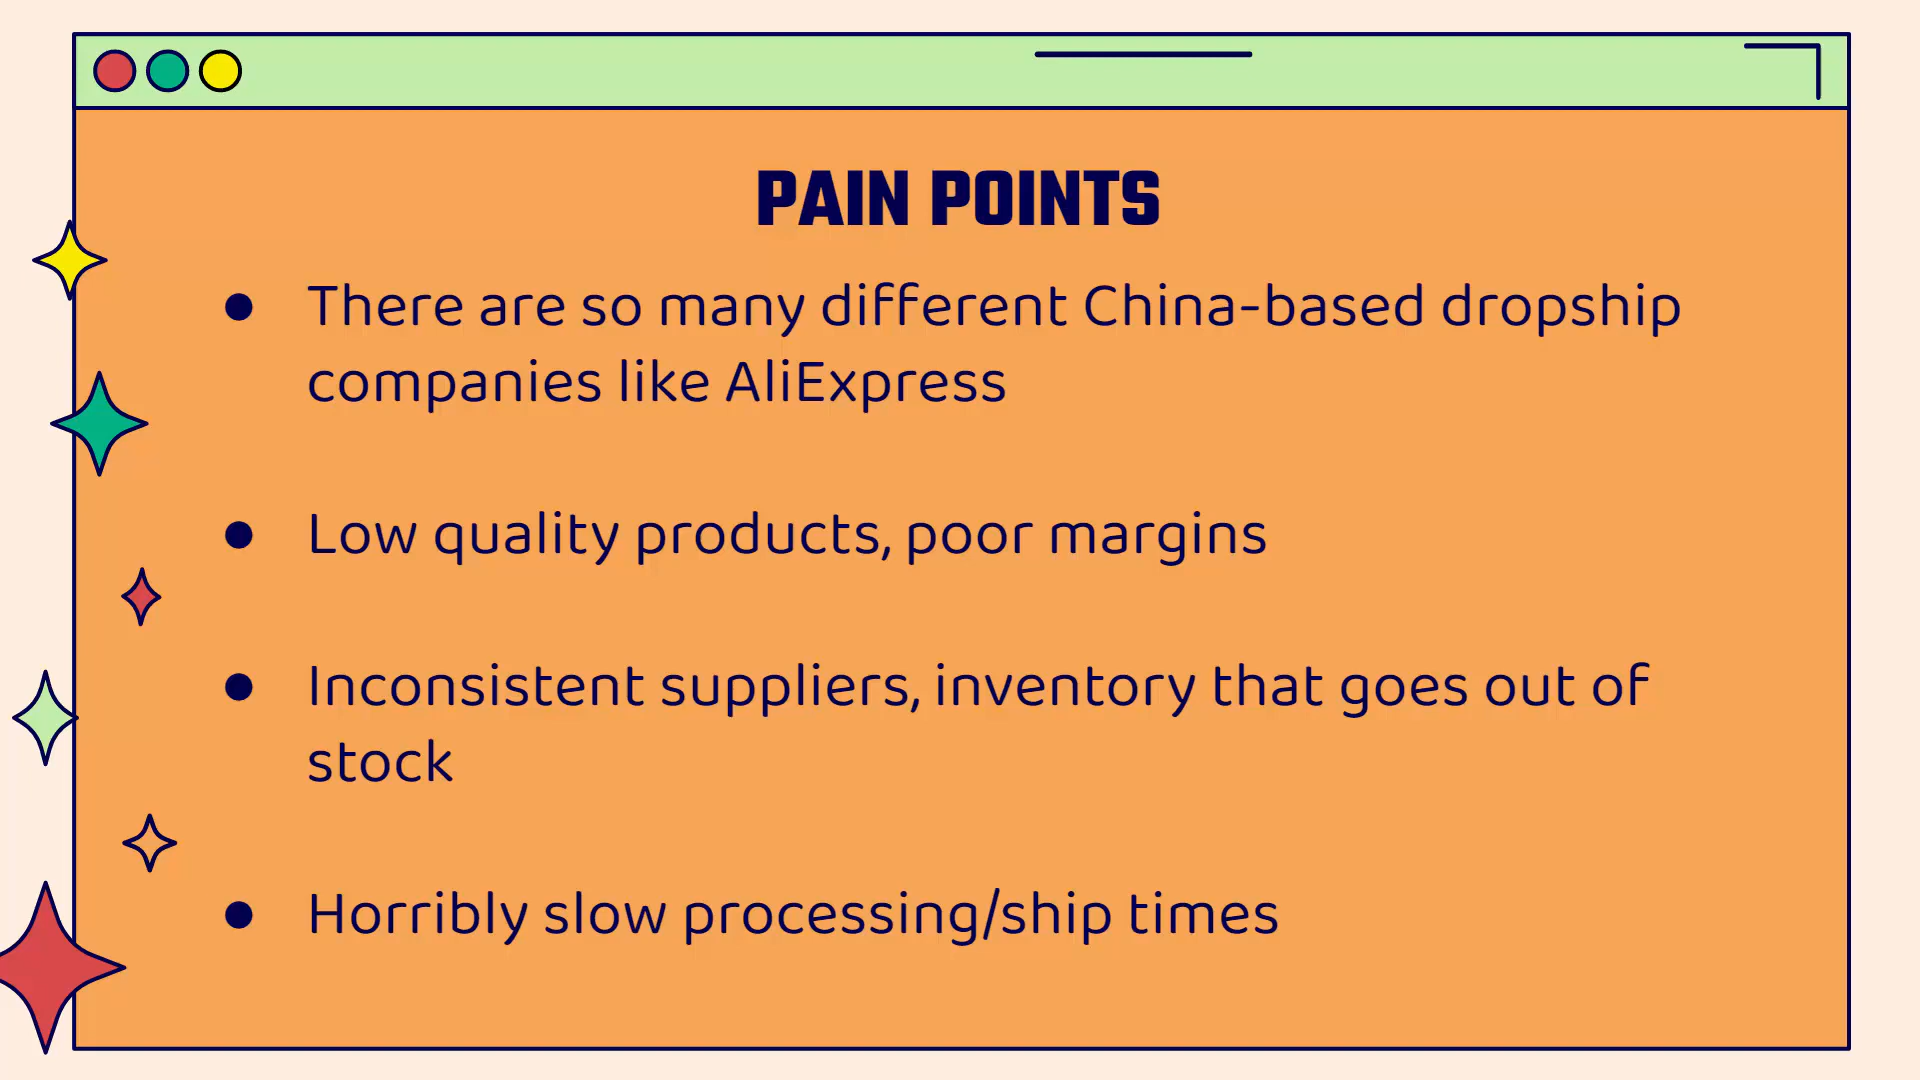 PAIN POINTS
● There are so many different China-based dropship
companies like AliExpress
● Low quality products, poor margins
● Inconsistent suppliers, inventory that goes out of
stock
● Horribly slow processing/ship times